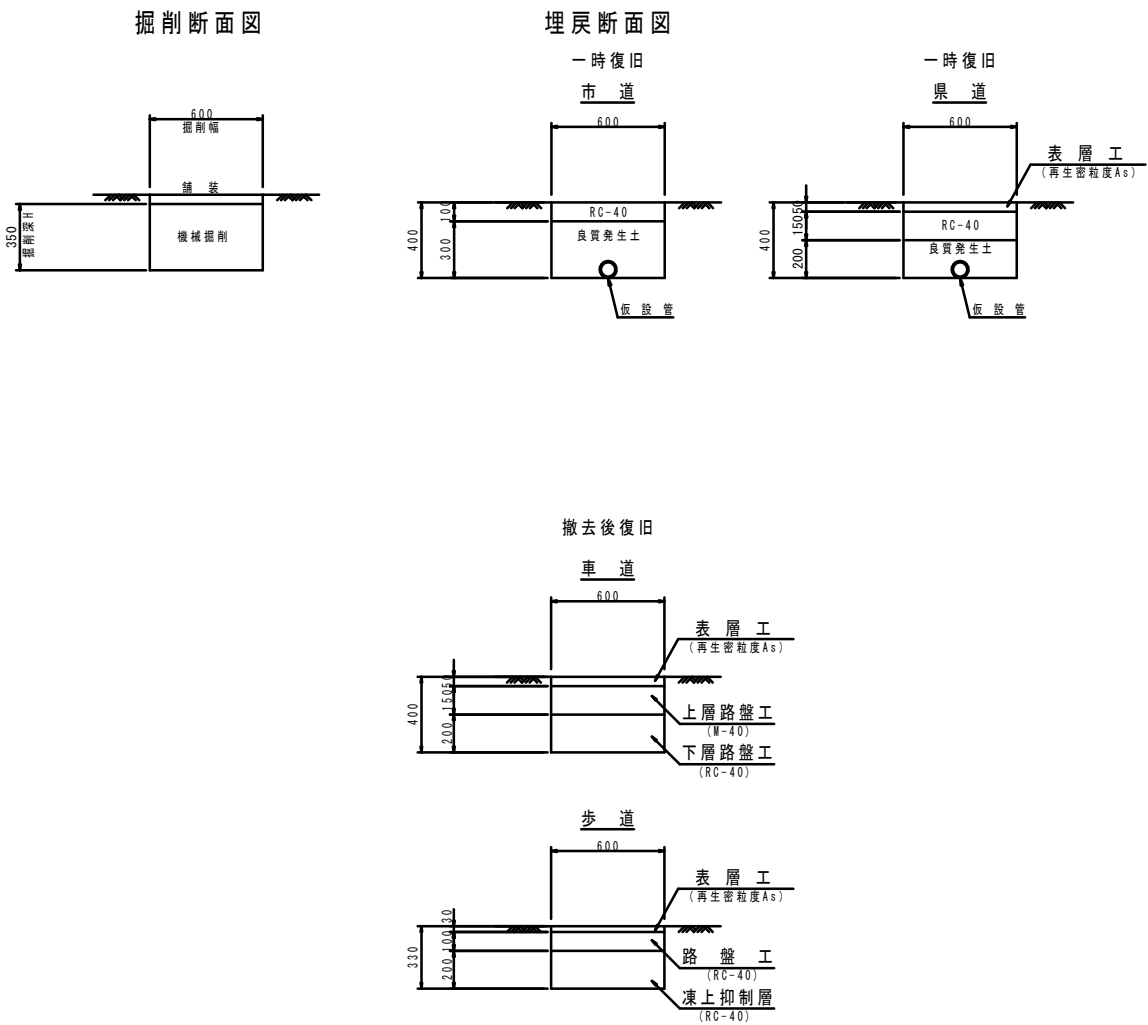 掘削断面図
600
掘削幅
舗装
350
掘削深H
機械掘削
埋戻断面図
一時復旧
市道
600
RC-40
良質発生土
100
300
400
仮設管
一時復旧
県道
600
表層工
(再生密粒度As)
RC-40
良質発生土
50
150
200
400
仮設管
撤去後復旧
車道
600
表層工
(再生密粒度As)
上層路盤工
(M-40)
下層路盤工
(RC-40)
50
150
200
400
歩道
600
表層工
(再生密粒度As)
路盤工
(RC-40)
凍上抑制層
(RC-40)
30
100
200
330